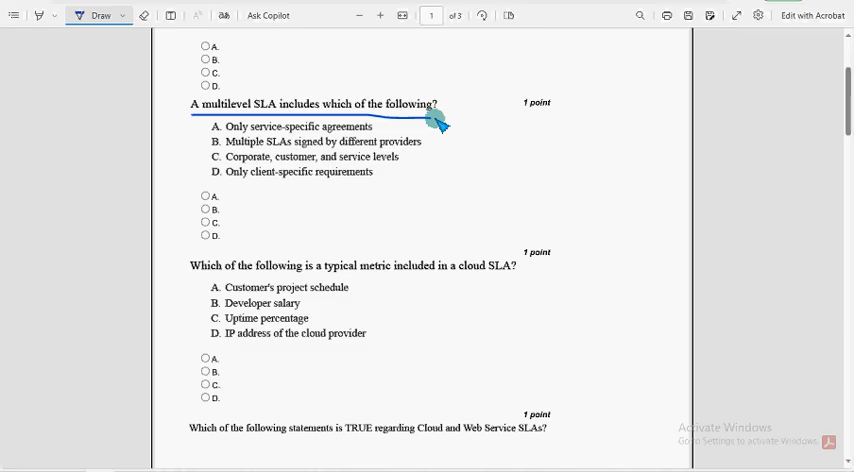 Draw
aあ
Ask Copilot
1 of 3
Edit with Acrobat
A.
B.
C.
D.
A multilevel SLA includes which of the following?
1 point
A. Only service-specific agreements
B. Multiple SLAs signed by different providers
C. Corporate, customer, and service levels
D. Only client-specific requirements
A.
B.
C.
D.
1 point
Which of the following is a typical metric included in a cloud SLA?
A. Customer's project schedule
B. Developer salary
C. Uptime percentage
D. IP address of the cloud provider
A.
B.
C.
D.
1 point
Which of the following statements is TRUE regarding Cloud and Web Service SLAs?
Activate Windows
Go to Settings to activate Windows.